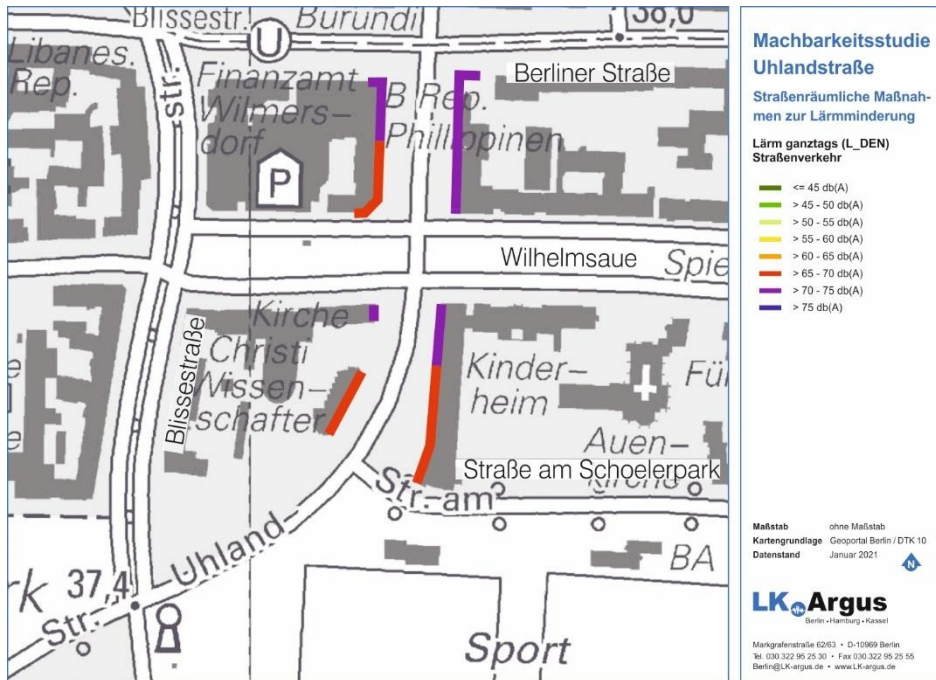 Blissestr.
Burundi
38,0
Libanes.
Rep.
str.
U
Finanzamt
Wilmers-
dorf
P
B Rep.
Phillippinen
Berliner Straße
Wilhelmsaue
Spie
Blissestraße
Kirche
Christi
Wissen-
schafter
Kinder-
heim
Fü
Auen-
kirche
Straße am Schoelerpark
Str. am
Uhland
Str.
37,4
rk
e
e
BA
Sport
Machbarkeitsstudie
Uhlandstraße
Straßenräumliche Maßnah-
men zur Lärmminderung
Lärm ganztags (L_DEN)
Straßenverkehr
<= 45 db(A)
> 45 - 50 db(A)
> 50 - 55 db(A)
> 55 - 60 db(A)
> 60 - 65 db(A)
> 65 - 70 db(A)
> 70 - 75 db(A)
> 75 db(A)
Maßstab ohne Maßstab
Kartengrundlage Geoportal Berlin / DTK 10
Datenstand Januar 2021
N
LK Argus
Berlin • Hamburg • Kassel
Markgrafenstraße 62/63 • D-10969 Berlin
Tel. 030.322 95 25 30 • Fax 030.322 95 25 55
Berlin@LK-argus.de • www.LK-argus.de